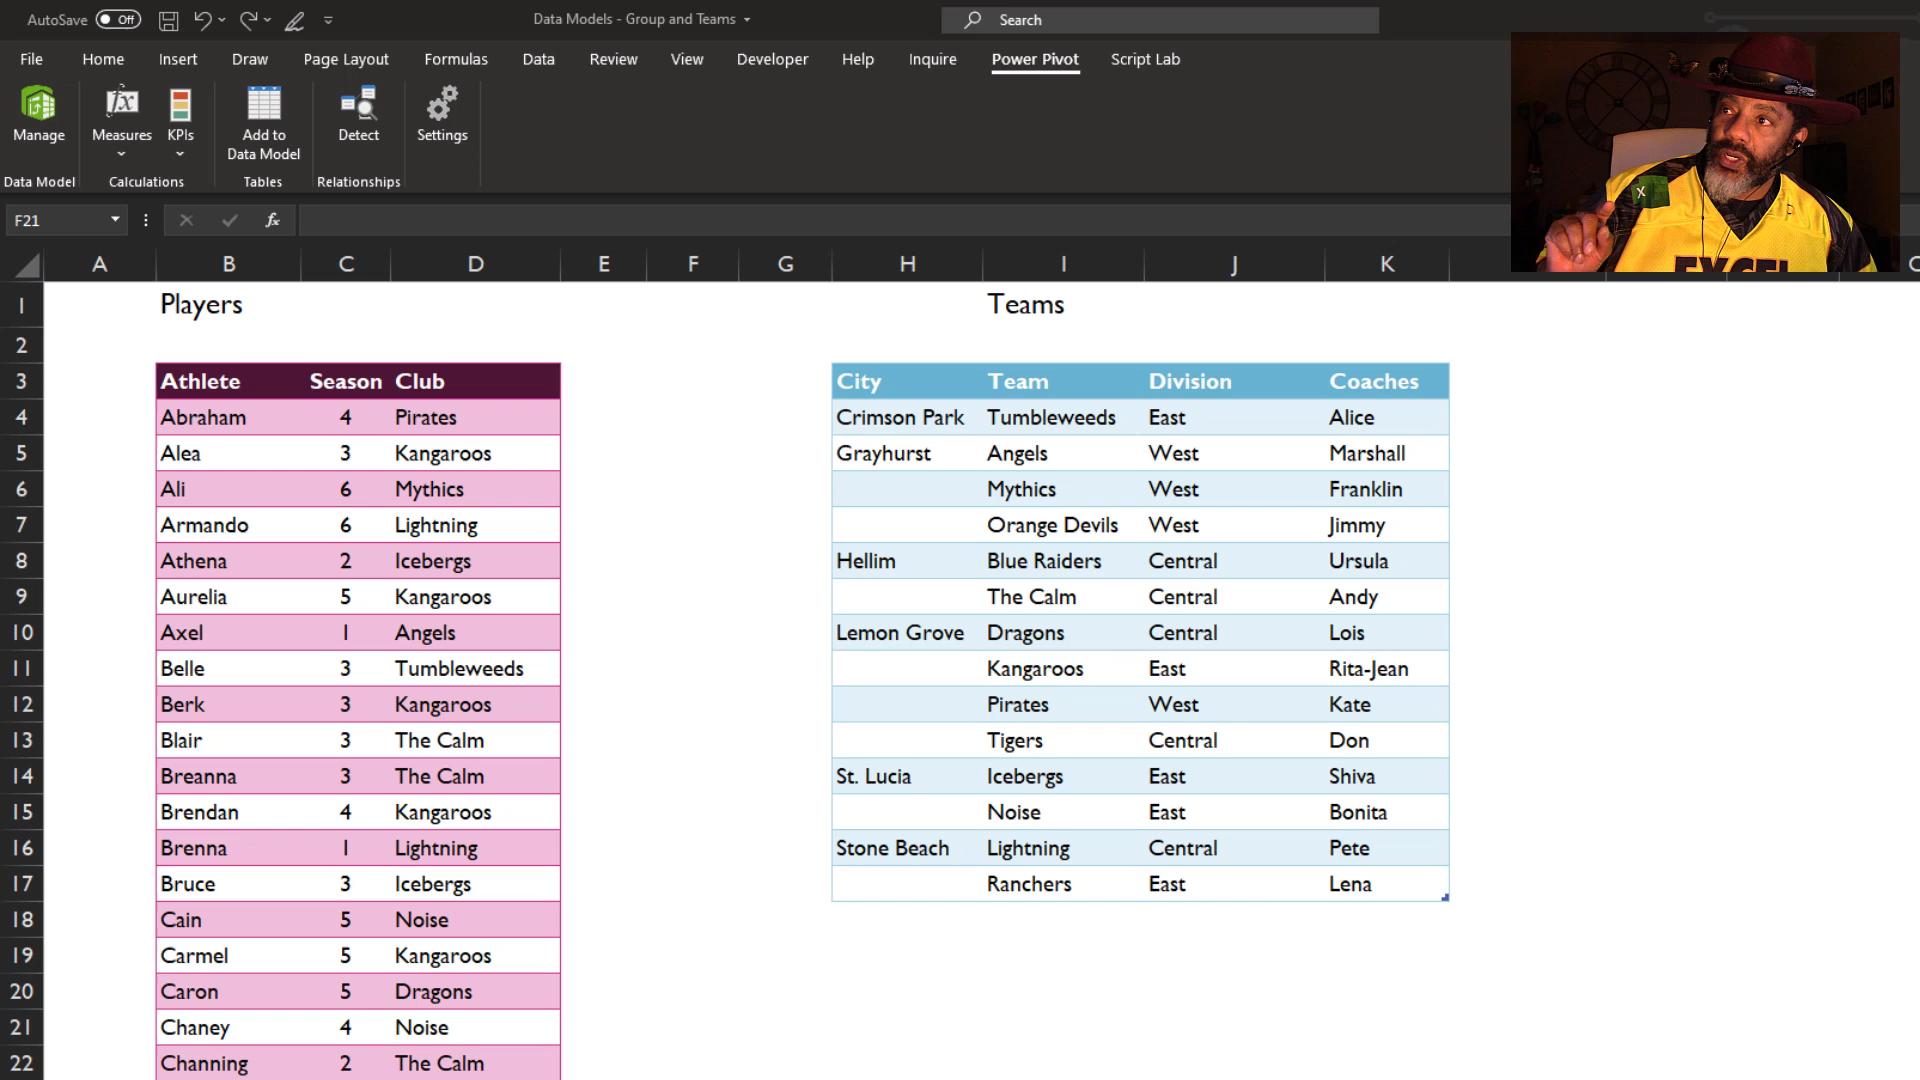 AutoSave Off
Data Models - Group and Teams
Search
File Home Insert Draw Page Layout Formulas Data Review View Developer Help Inquire Power Pivot Script Lab
Manage Measures KPIs Add to Data Model Detect Settings
Data Model Calculations Tables Relationships
F21 fx
X
EXCEL
A B C D E F G H I J K
1 Players Teams
2
3 Athlete Season Club City Team Division Coaches
4 Abraham 4 Pirates Crimson Park Tumbleweeds East Alice
5 Alea 3 Kangaroos Grayhurst Angels West Marshall
6 Ali 6 Mythics Mythics West Franklin
7 Armando 6 Lightning Orange Devils West Jimmy
8 Athena 2 Icebergs Hellim Blue Raiders Central Ursula
9 Aurelia 5 Kangaroos The Calm Central Andy
10 Axel 1 Angels Lemon Grove Dragons Central Lois
11 Belle 3 Tumbleweeds Kangaroos East Rita-Jean
12 Berk 3 Kangaroos Pirates West Kate
13 Blair 3 The Calm Tigers Central Don
14 Breanna 3 The Calm St. Lucia Icebergs East Shiva
15 Brendan 4 Kangaroos Noise East Bonita
16 Brenna 1 Lightning Stone Beach Lightning Central Pete
17 Bruce 3 Icebergs Ranchers East Lena
18 Cain 5 Noise
19 Carmel 5 Kangaroos
20 Caron 5 Dragons
21 Chaney 4 Noise
22 Channing 2 The Calm